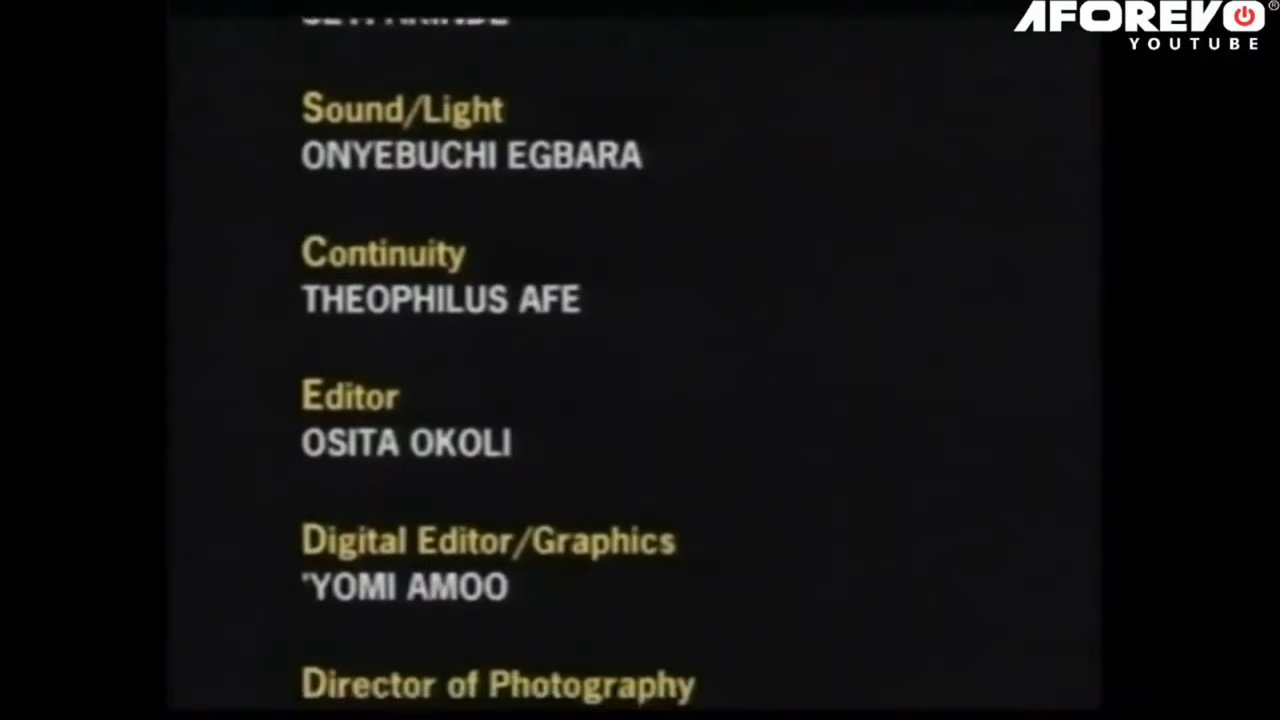 AFOREVO®
YOUTUBE
Sound/Light
ONYEBUCHI EGBARA
Continuity
THEOPHILUS AFE
Editor
OSITA OKOLI
Digital Editor/Graphics
'YOMI AMOO
Director of Photography